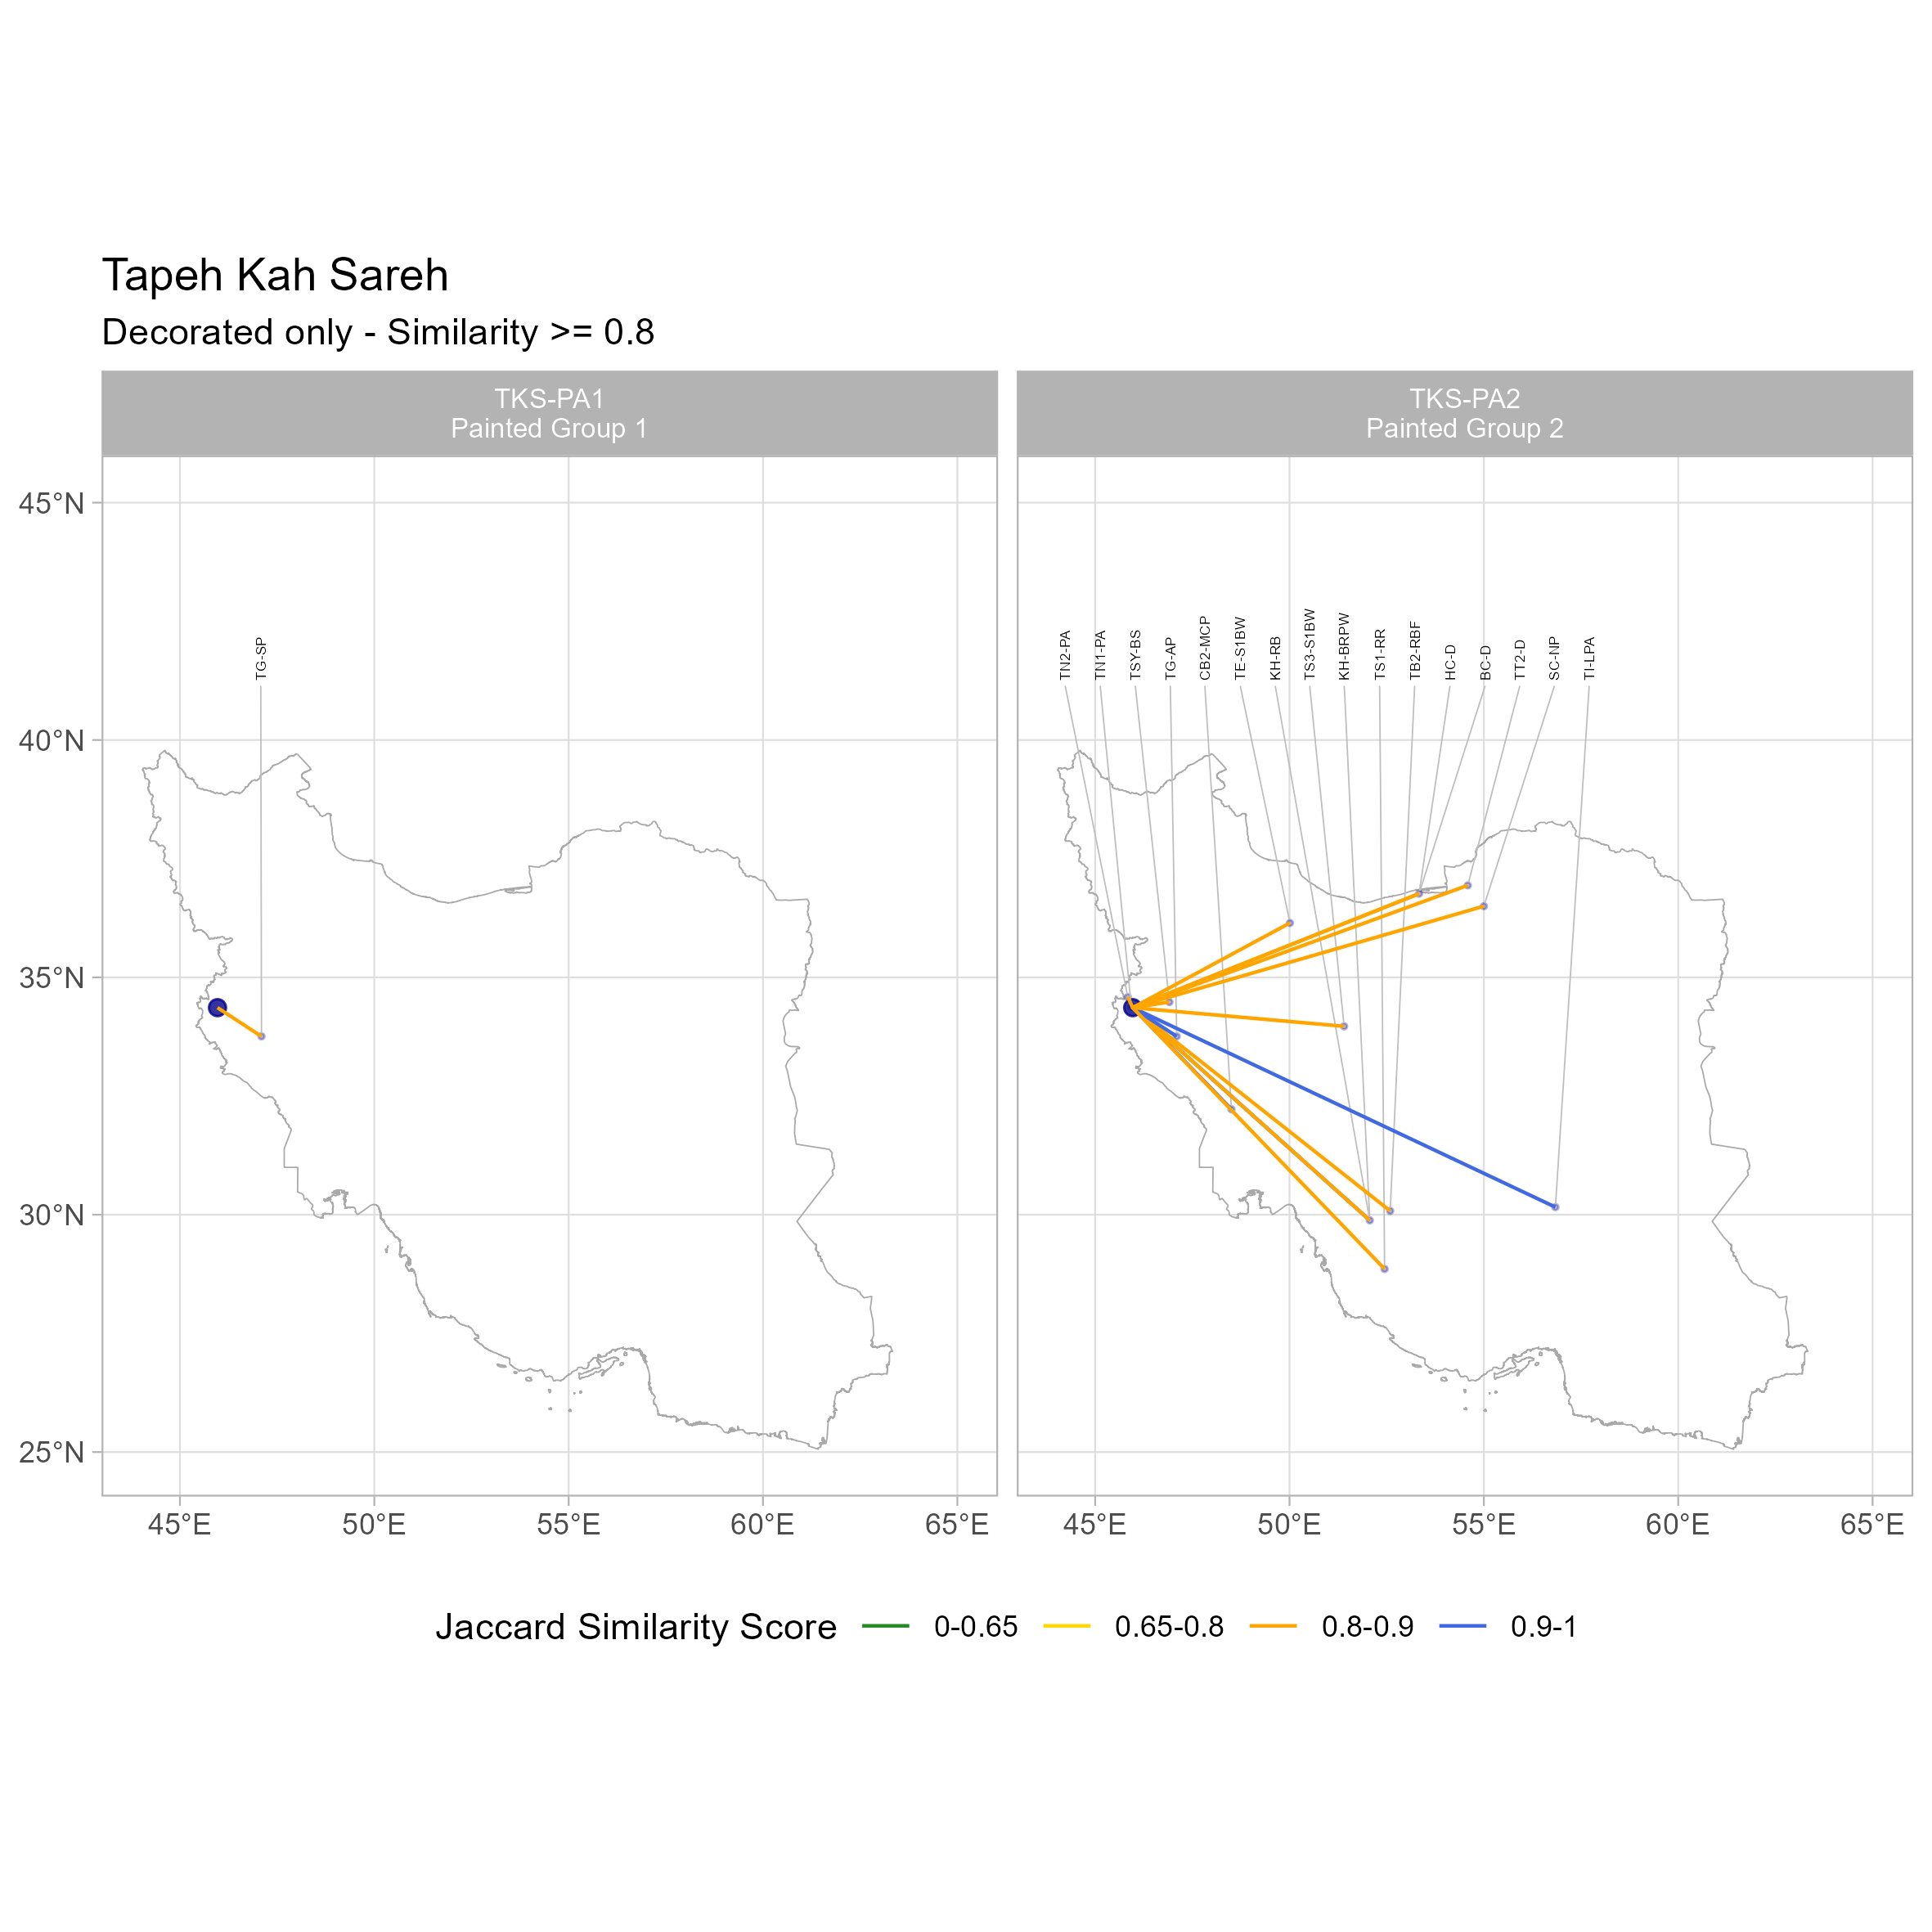 Tapeh Kah Sareh
Decorated only - Similarity >= 0.8
TKS-PA1
Painted Group 1
TKS-PA2
Painted Group 2
45°N
40°N
35°N
30°N
25°N
TG-SP
TN2-PA
TN1-PA
TSY-BS
TG-AP
CB2-MCP
TE-S1BW
KH-RB
TS3-S1BW
KH-BRPW
TS1-RR
TB2-RBF
HC-D
BC-D
TT2-D
SC-NP
TI-LPA
45°E 50°E 55°E 60°E 65°E
45°E 50°E 55°E 60°E 65°E
Jaccard Similarity Score 0-0.65 0.65-0.8 0.8-0.9 0.9-1